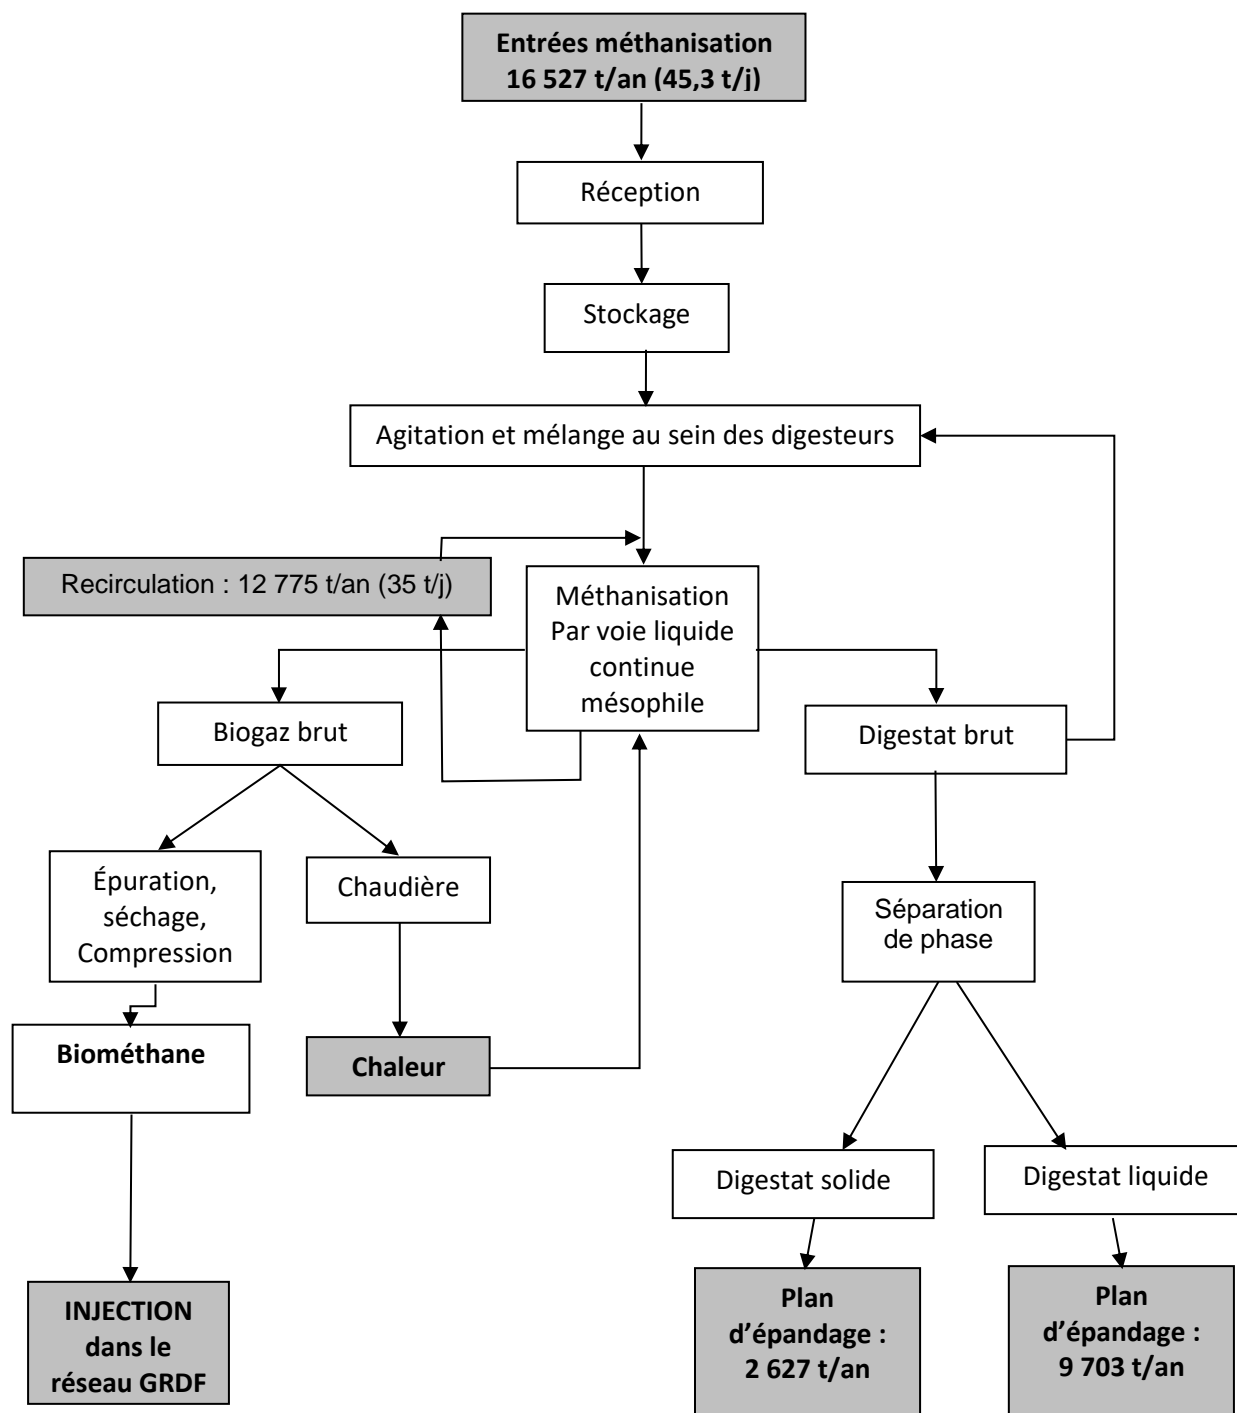 Entrées méthanisation
16 527 t/an (45,3 t/j)
Réception
Stockage
Agitation et mélange au sein des digesteurs
Recirculation : 12 775 t/an (35 t/j)
Méthanisation
Par voie liquide
continue
mésophile
Biogaz brut
Digestat brut
Épuration,
séchage,
Compression
Chaudière
Séparation
de phase
Biométhane
Chaleur
Digestat solide
Digestat liquide
INJECTION
dans le
réseau GRDF
Plan
d’épandage :
2 627 t/an
Plan
d’épandage :
9 703 t/an